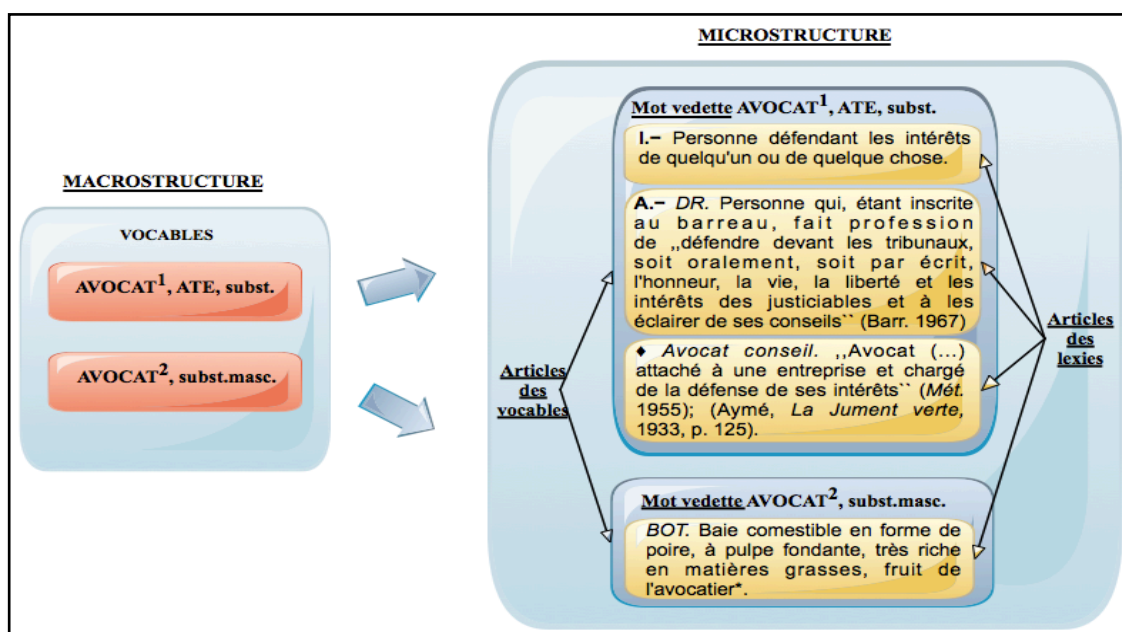 MACROSTRUCTURE
VOCABLES
AVOCAT¹, ATE, subst.
AVOCAT², subst.masc.
MICROSTRUCTURE
Mot vedette AVOCAT¹, ATE, subst.
I.− Personne défendant les intérêts
de quelqu'un ou de quelque chose.
A.− DR. Personne qui, étant inscrite
au barreau, fait profession
de ,,défendre devant les tribunaux,
soit oralement, soit par écrit,
l'honneur, la vie, la liberté et les
intérêts des justiciables et à les
éclairer de ses conseils`` (Barr. 1967)
♦ Avocat conseil. ,,Avocat (...)
attaché à une entreprise et chargé
de la défense de ses intérêts`` (Mét.
1955); (Aymé, La Jument verte,
1933, p. 125).
Mot vedette AVOCAT², subst.masc.
BOT. Baie comestible en forme de
poire, à pulpe fondante, très riche
en matières grasses, fruit de
l'avocatier*.
Articles
des
vocables
Articles
des
lexies